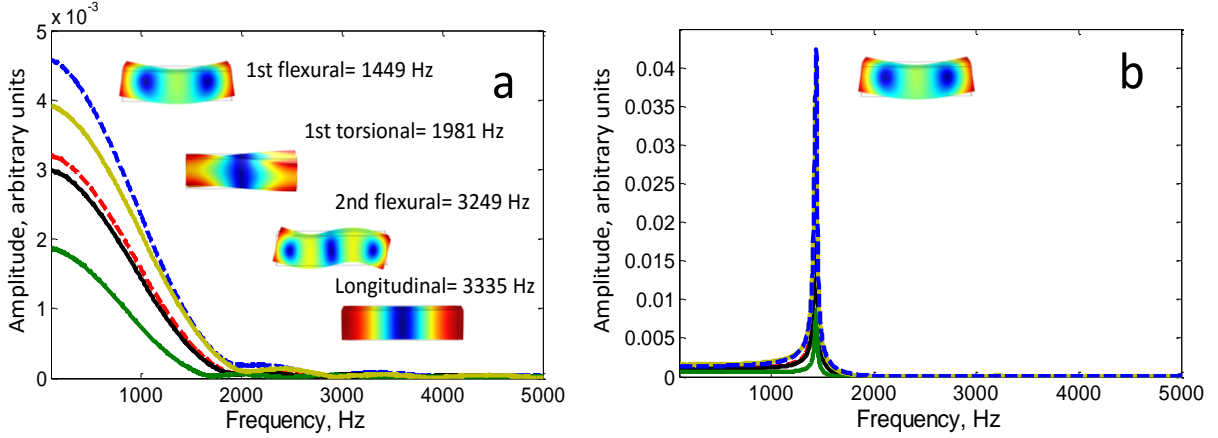 5 x 10-3
4
3
2
1
0
1000 2000 3000 4000 5000
Frequency, Hz
Amplitude, arbitrary units
1st flexural= 1449 Hz
a
1st torsional= 1981 Hz
2nd flexural= 3249 Hz
Longitudinal= 3335 Hz
0.04
0.035
0.03
0.025
0.02
0.015
0.01
0.005
0
1000 2000 3000 4000 5000
Frequency, Hz
Amplitude, arbitrary units
b